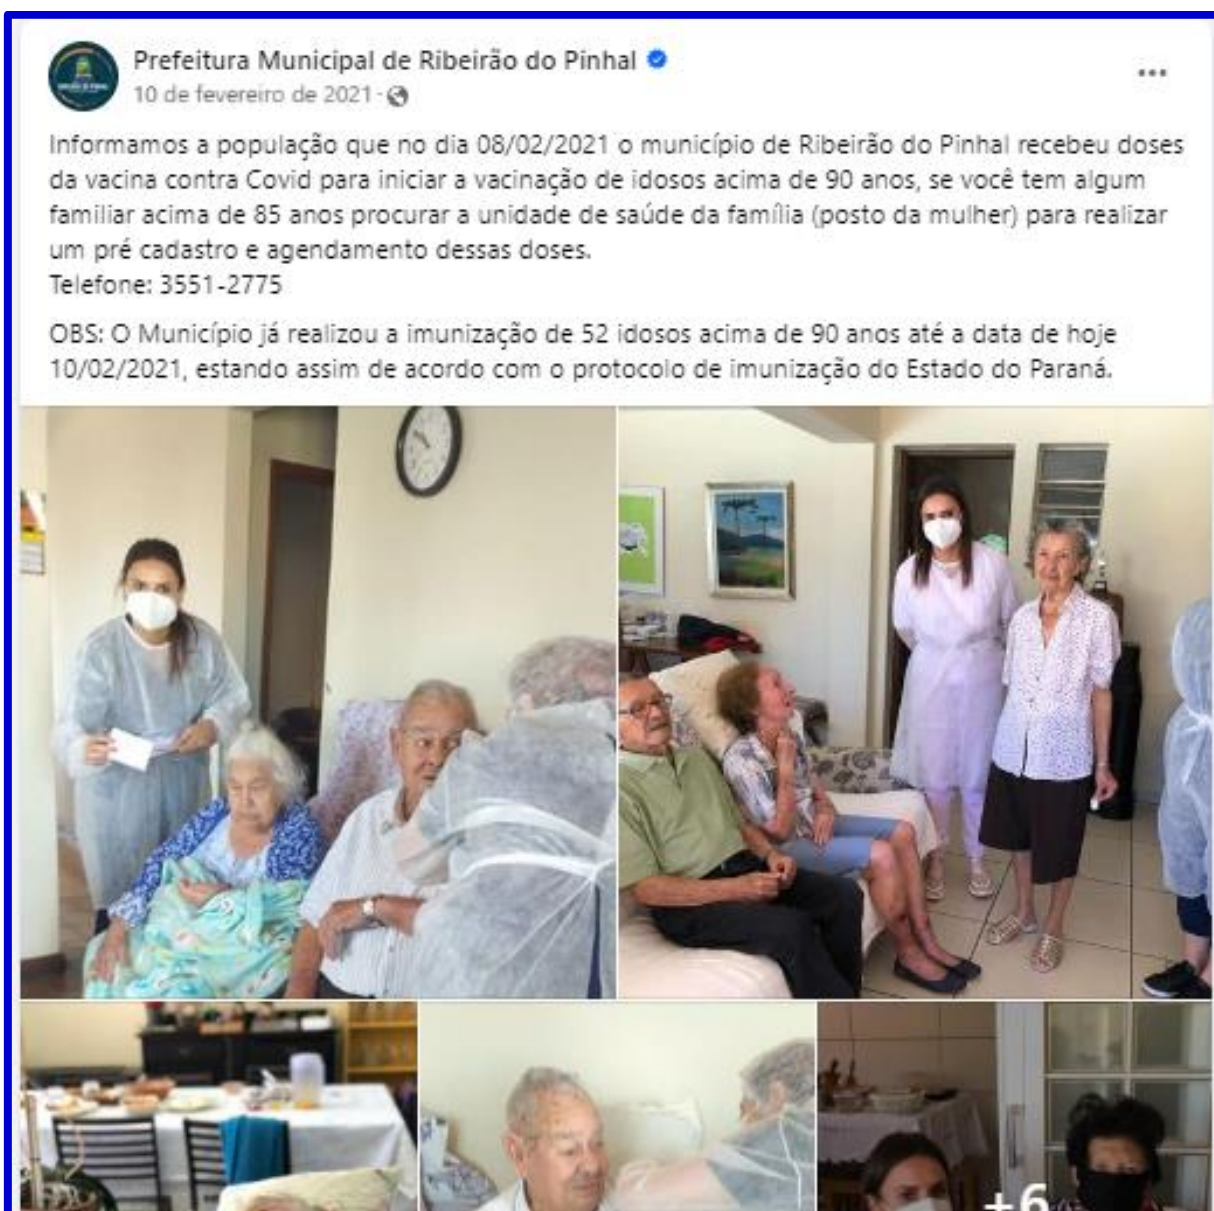 Prefeitura Municipal de Ribeirão do Pinhal
10 de fevereiro de 2021 ·
Informamos a população que no dia 08/02/2021 o município de Ribeirão do Pinhal recebeu doses
da vacina contra Covid para iniciar a vacinação de idosos acima de 90 anos, se você tem algum
familiar acima de 85 anos procurar a unidade de saúde da família (posto da mulher) para realizar
um pré cadastro e agendamento dessas doses.
Telefone: 3551-2775
OBS: O Município já realizou a imunização de 52 idosos acima de 90 anos até a data de hoje
10/02/2021, estando assim de acordo com o protocolo de imunização do Estado do Paraná.
+6